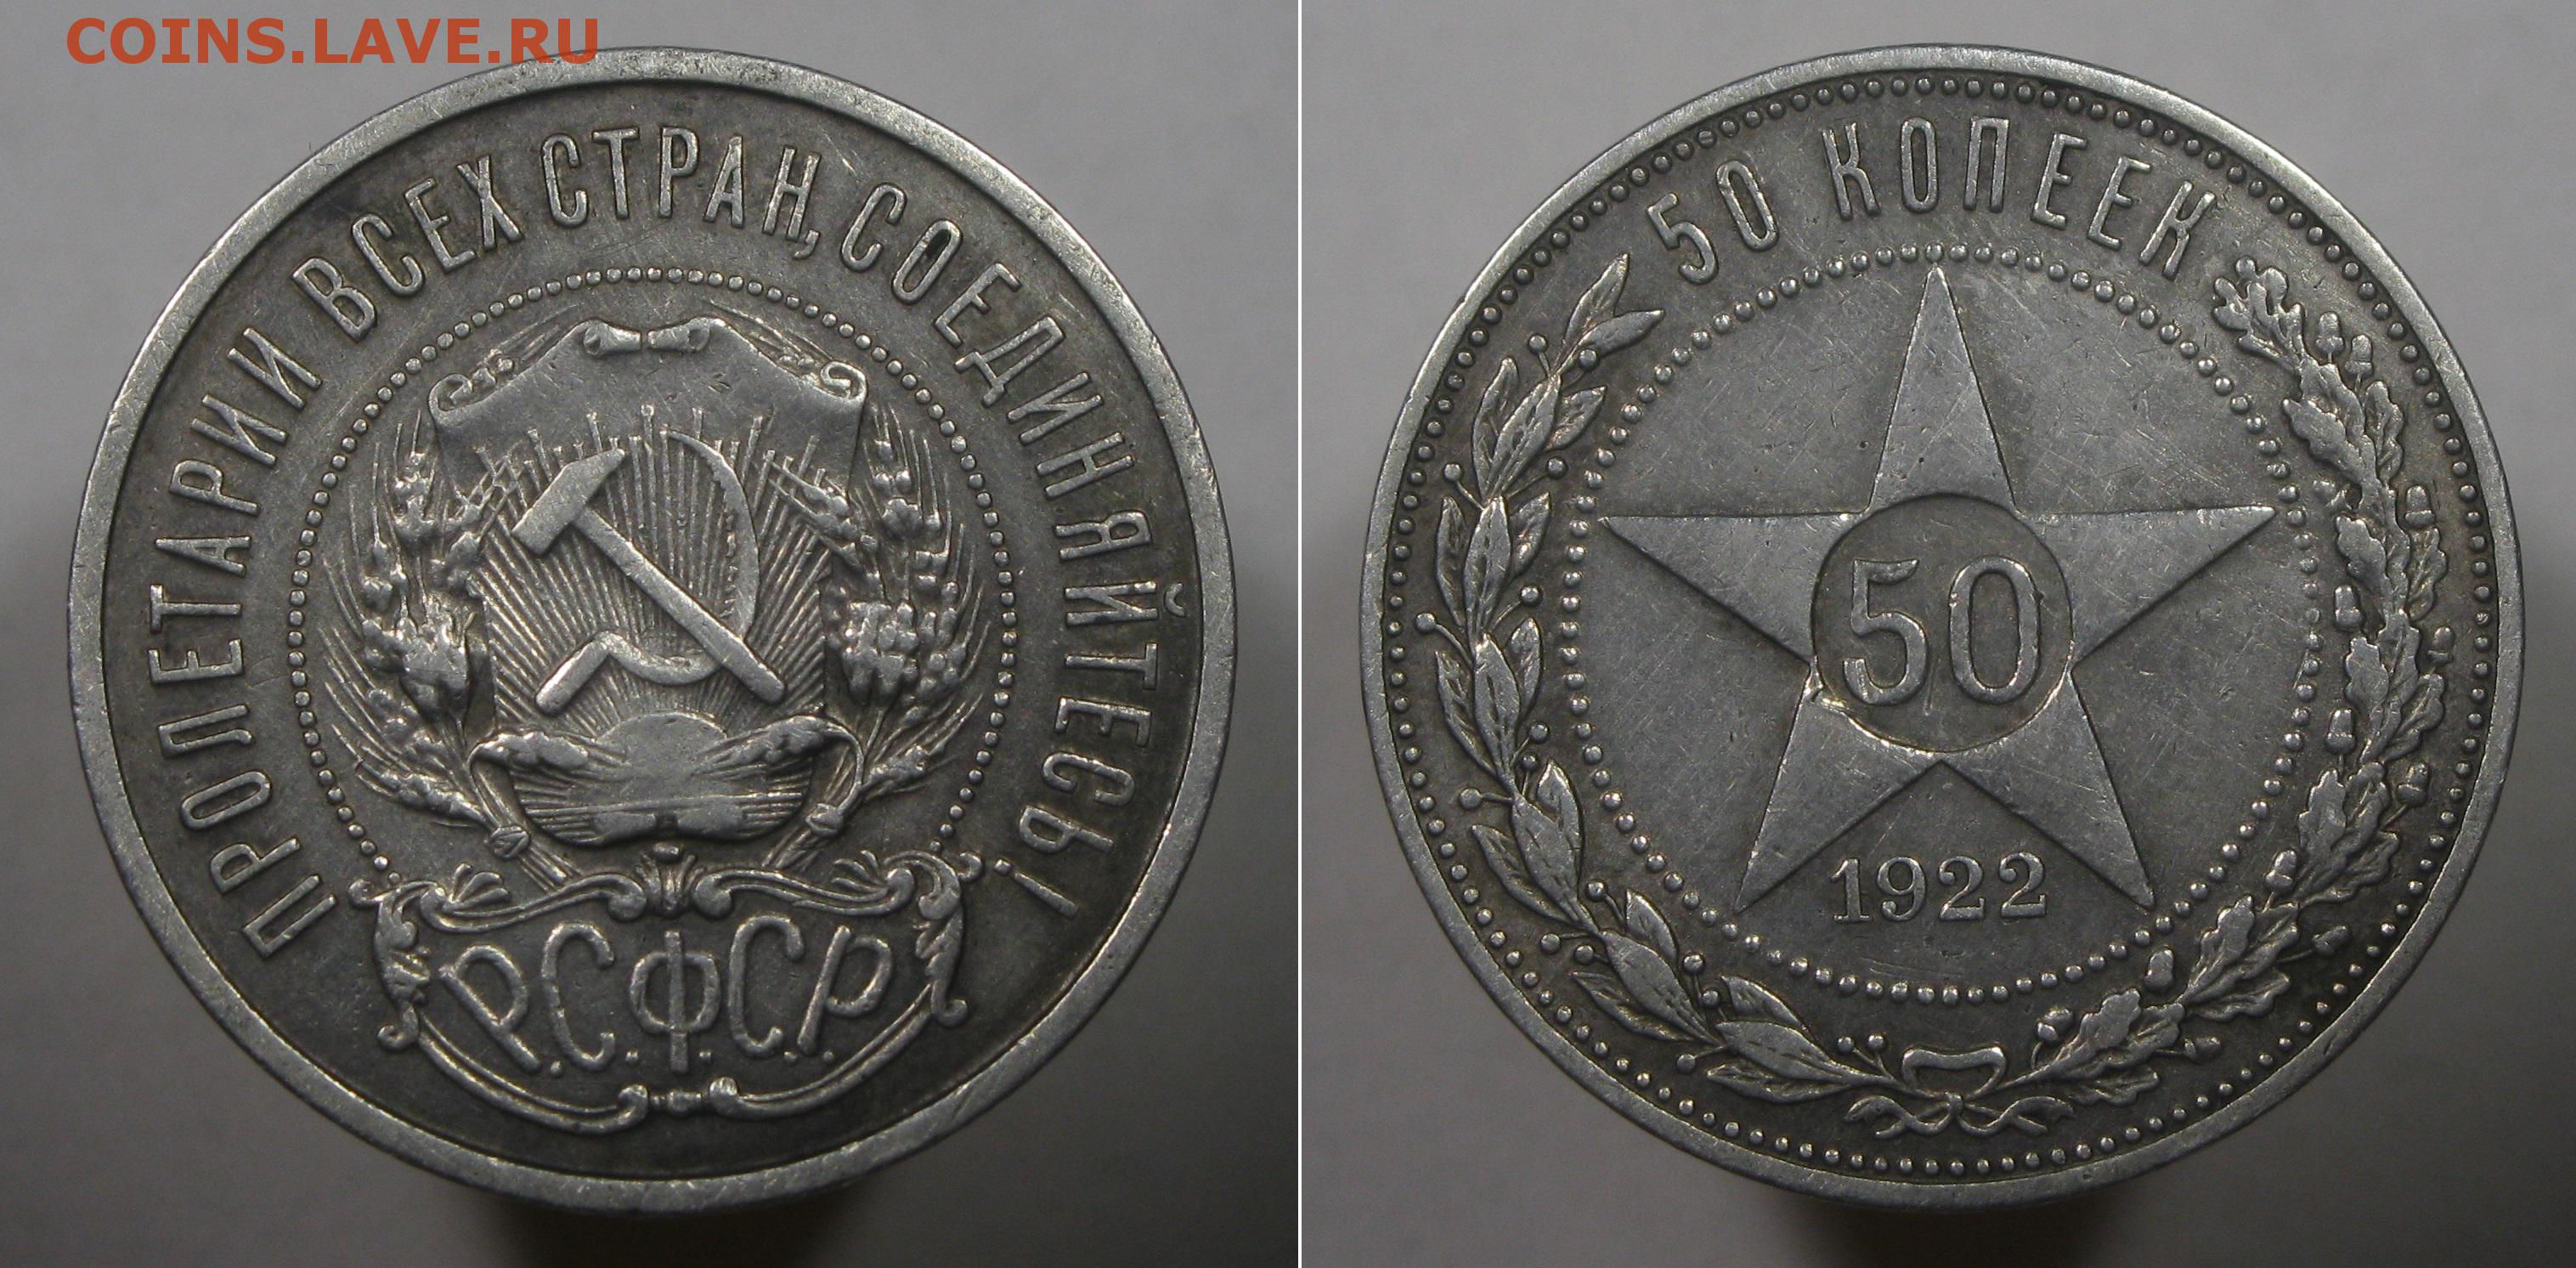 COINS.LAVE.RU
ПРОЛЕТАРИИ ВСЕХ СТРАН, СОЕДИНЯЙТЕСЬ!
Р.С.Ф.С.Р.
50 КОПЕЕК
50
1922